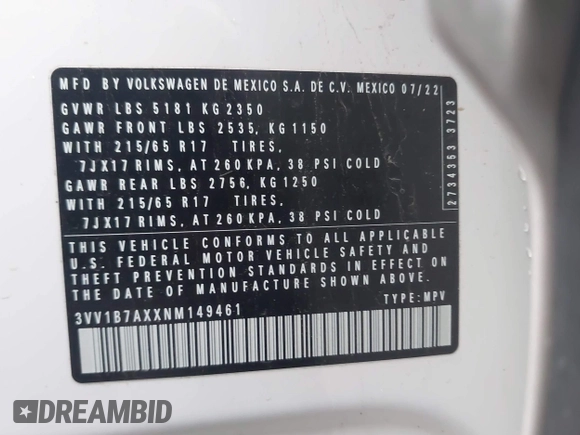 MFD BY VOLKSWAGEN DE MEXICO S.A. DE C.V. MEXICO 07/22
GVWR LBS 5181 KG 2350
GAWR FRONT LBS 2535, KG 1150
WITH 215/65 R17 TIRES,
7JX17 RIMS, AT 260 KPA, 38 PSI COLD
GAWR REAR LBS 2756, KG 1250
WITH 215/65 R17 TIRES,
7JX17 RIMS, AT 260 KPA, 38 PSI COLD
THIS VEHICLE CONFORMS TO ALL APPLICABLE
U.S. FEDERAL MOTOR VEHICLE SAFETY AND
THEFT PREVENTION STANDARDS IN EFFECT ON
THE DATE OF MANUFACTURE SHOWN ABOVE.
3VV1B7AXXNM149461 TYPE: MPV
2734353 3723
DREAMBID